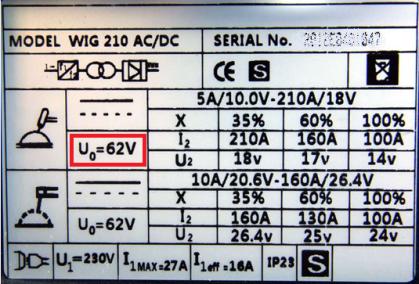 MODEL WIG 210 AC/DC SERIAL No.
CE S
5A/10.0V-210A/18V
X 35% 60% 100%
I2 210A 160A 100A
U0=62V
U2 18v 17v 14v
10A/20.6V-160A/26.4V
X 35% 60% 100%
I2 160A 130A 100A
U0=62V
U2 26.4v 25v 24v
U1=230V I1MAX=27A I1eff=16A IP23 S